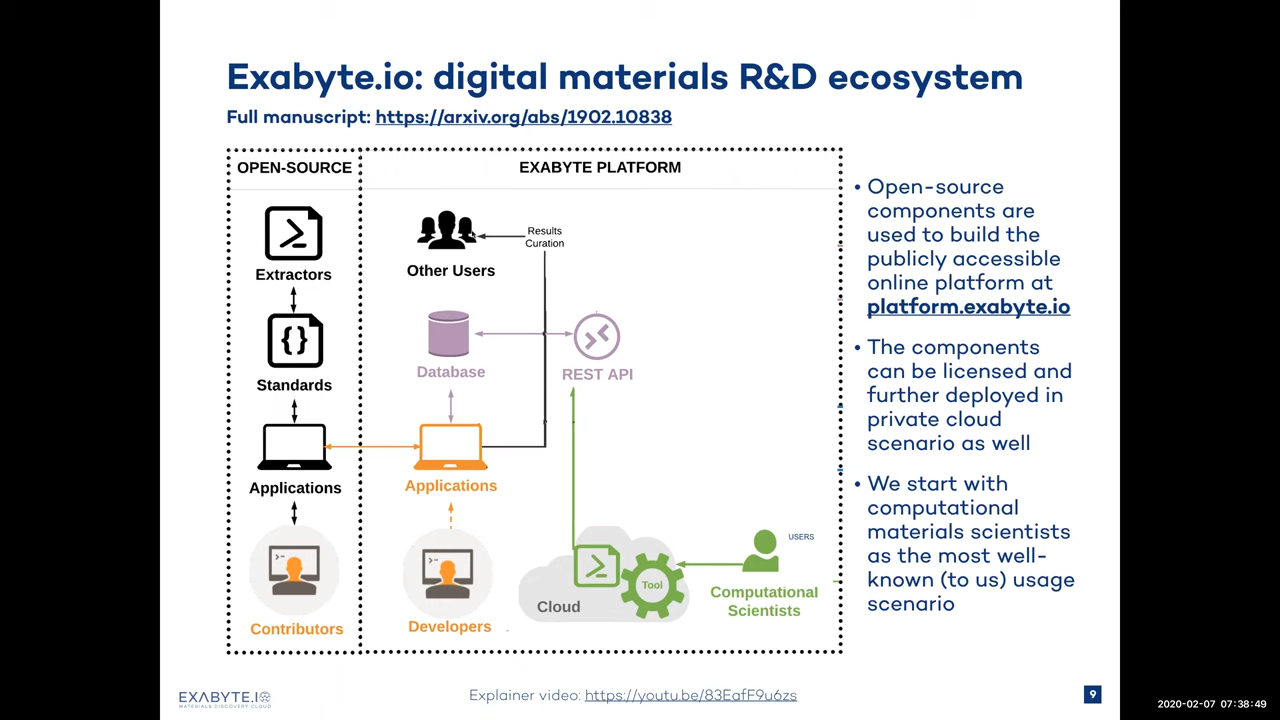 Exabyte.io: digital materials R&D ecosystem
Full manuscript: https://arxiv.org/abs/1902.10838
OPEN-SOURCE
EXABYTE PLATFORM
Extractors
Standards
Applications
Contributors
Other Users
Results
Curation
Database
REST API
Applications
Developers
Cloud
Tool
USERS
Computational
Scientists
• Open-source
components are
used to build the
publicly accessible
online platform at
platform.exabyte.io
• The components
can be licensed and
further deployed in
private cloud
scenario as well
• We start with
computational
materials scientists
as the most well-
known (to us) usage
scenario
EXABYTE.IO
MATERIALS DISCOVERY CLOUD
Explainer video: https://youtu.be/83EafF9u6zs
9
2020-02-07 07:38:49